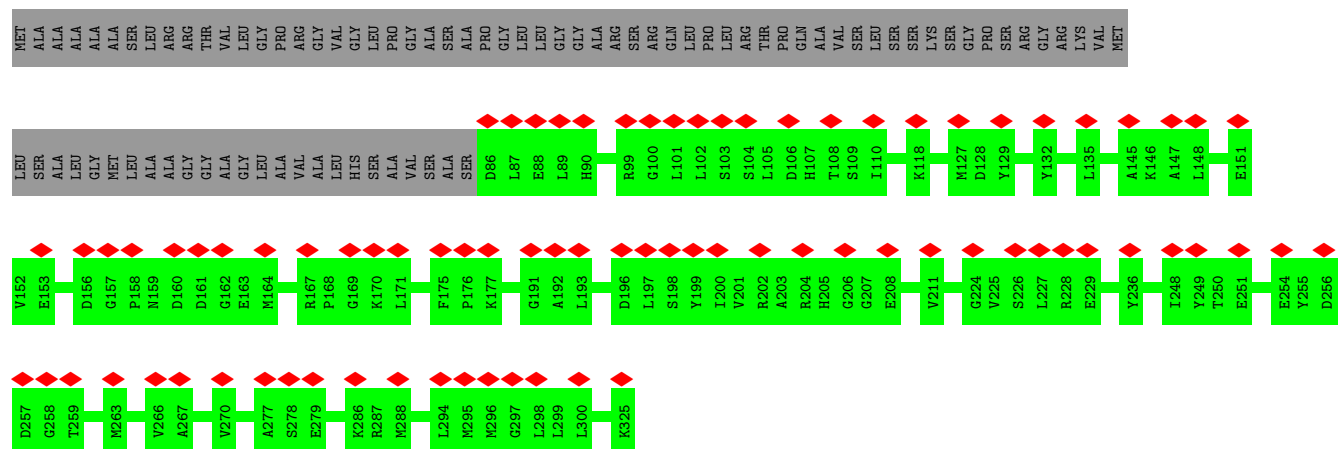 MET ALA ALA ALA ALA ALA SER LEU ARG ARG THR VAL LEU GLY PRO ARG GLY VAL GLY LEU PRO GLY ALA SER ALA PRO GLY LEU LEU GLY GLY ALA ARG SER ARG GLN LEU PRO LEU ARG THR PRO GLN ALA VAL SER LEU SER SER LYS SER GLY PRO SER ARG GLY ARG LYS VAL MET
LEU SER ALA LEU GLY MET LEU ALA ALA GLY GLY ALA GLY LEU ALA VAL ALA LEU HIS SER ALA VAL SER ALA SER D86 L87 E88 L89 H90 R99 G100 L101 L102 S103 S104 L105 D106 H107 T108 S109 I110 K118 M127 D128 Y129 Y132 L135 A145 K146 A147 L148 E151
V152 E153 D156 G157 P158 N159 D160 D161 G162 E163 M164 R167 P168 G169 K170 L171 F175 P176 K177 G191 A192 L193 D196 L197 S198 Y199 I200 V201 R202 A203 R204 H205 G206 G207 E208 V211 G224 V225 S226 L227 R228 E229 Y236 I248 Y249 T250 E251 E254 Y255 D256
D257 G258 T259 M263 V266 A267 V270 A277 S278 E279 K286 R287 M288 L294 M295 M296 G297 L298 L299 L300 K325